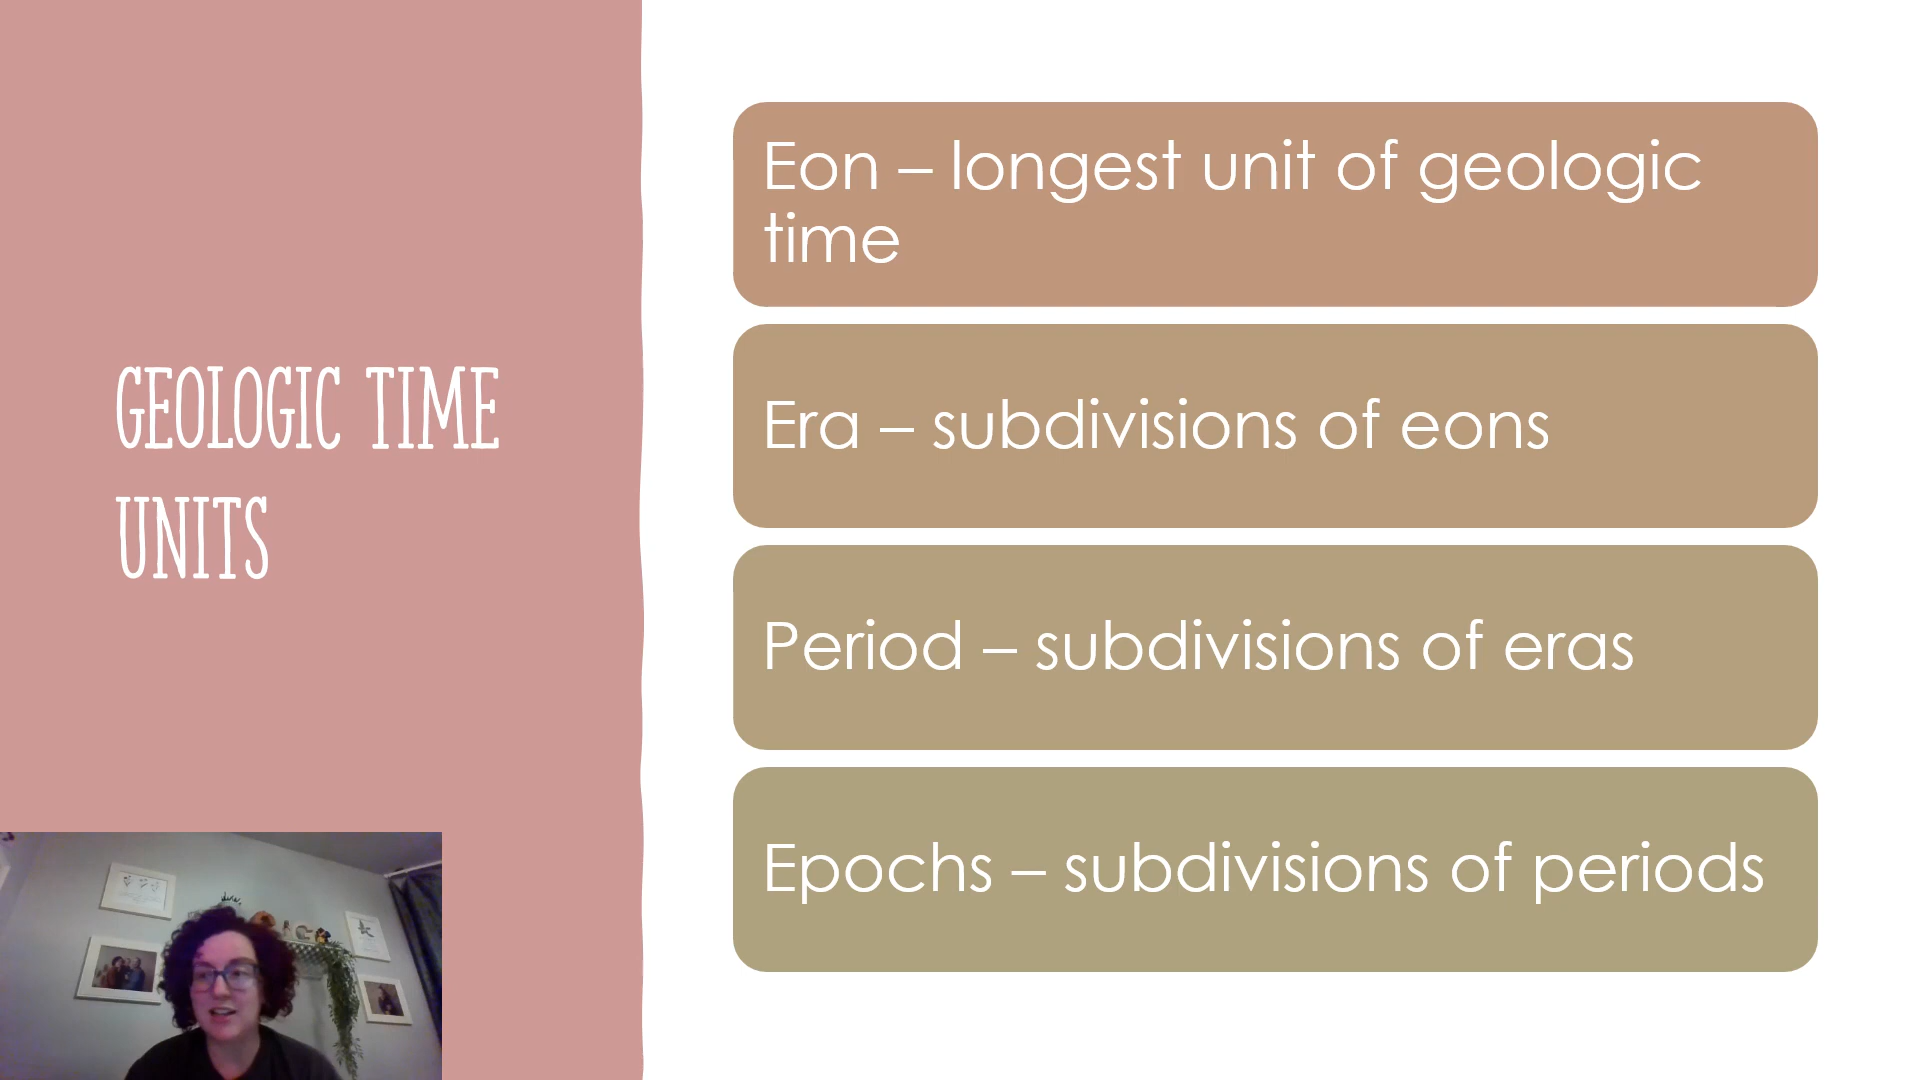 GEOLOGIC TIME
UNITS
Eon – longest unit of geologic
time
Era – subdivisions of eons
Period – subdivisions of eras
Epochs – subdivisions of periods